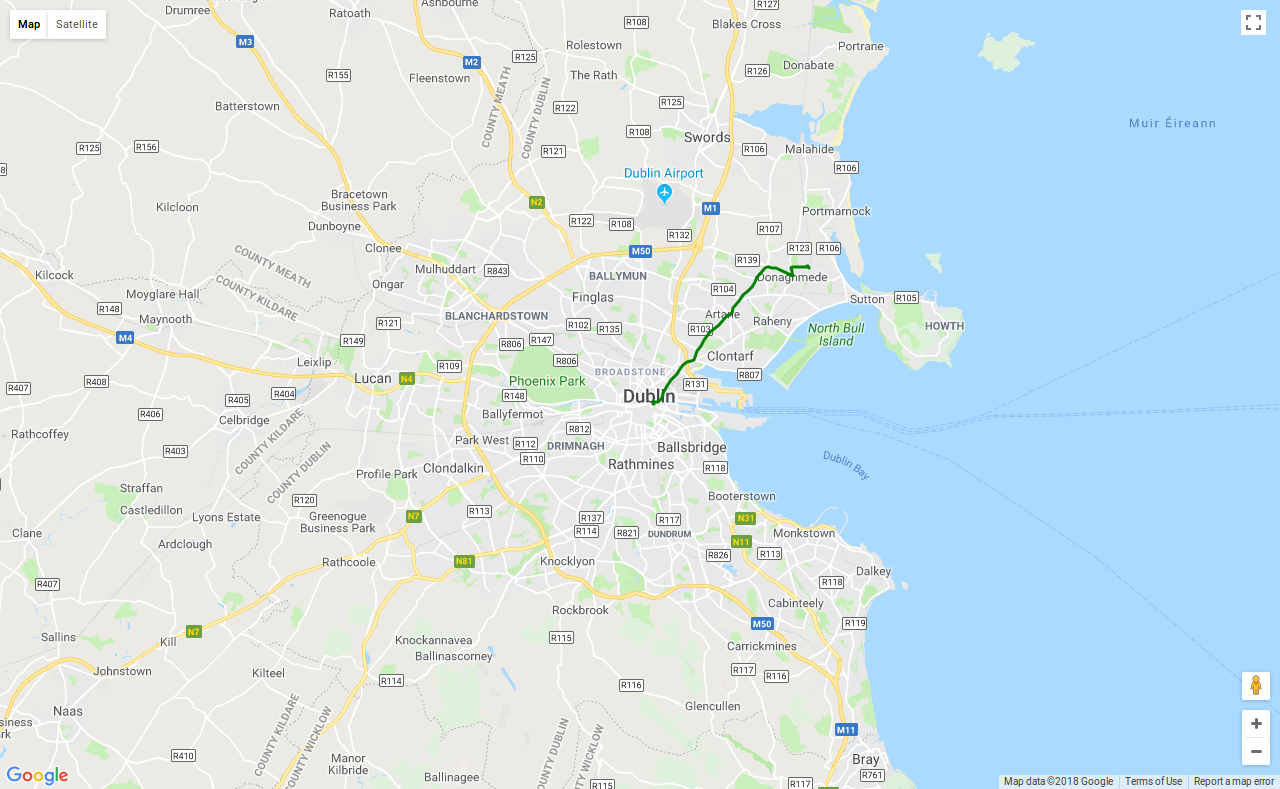 Map
Satellite
Drumree
Ratoath
Ashbourne
R108
R127
Blakes Cross
M3
R125
Rolestown
Portrane
M2
Fleenstown
The Rath
R126
Donabate
R155
Batterstown
COUNTY MEATH
COUNTY DUBLIN
R122
R125
Muir Éireann
R108
Swords
R125
R156
R121
R106
Malahide
Dublin Airport
R106
Bracetown
Business Park
N2
M1
Kilcloon
Portmarnock
Dunboyne
R122
R108
R107
R132
Clonee
COUNTY MEATH
COUNTY KILDARE
M50
R123
R106
R139
Kilcock
Mulhuddart
R843
BALLYMUN
Donaghmede
Ongar
R104
Moyglare Hall
Finglas
Sutton
R105
R148
Maynooth
BLANCHARDSTOWN
Artane
R121
R102
R135
R103
Raheny
North Bull
Island
HOWTH
M4
R149
R806
R147
R806
Clontarf
Leixlip
R109
BROADSTONE
R807
R407
R408
Lucan
N4
Phoenix Park
R131
R405
R404
R148
Dublin
R406
Celbridge
Ballyfermot
R812
Rathcoffey
COUNTY KILDARE
COUNTY DUBLIN
Park West
R112
DRIMNAGH
Ballsbridge
R403
R110
Rathmines
Dublin Bay
Profile Park
Clondalkin
R118
Straffan
R120
Booterstown
Castledillon
Lyons Estate
Greenogue
Business Park
N7
R113
R137
R117
N31
Clane
R114
R821
DUNDRUM
Monkstown
N11
Ardclough
R826
R113
Rathcoole
N81
Knocklyon
Dalkey
R407
R118
Rockbrook
Cabinteely
M50
R119
Sallins
Kill
N7
Knockannavea
R115
Ballinascorney
Carrickmines
Johnstown
Kilteel
R114
R117
R116
R116
Naas
Glencullen
COUNTY KILDARE
COUNTY WICKLOW
COUNTY DUBLIN
COUNTY WICKLOW
M11
R410
Manor
Kilbride
Bray
Ballinagee
R761
R115
R117
Google
Map data ©2018 Google
Terms of Use
Report a map error